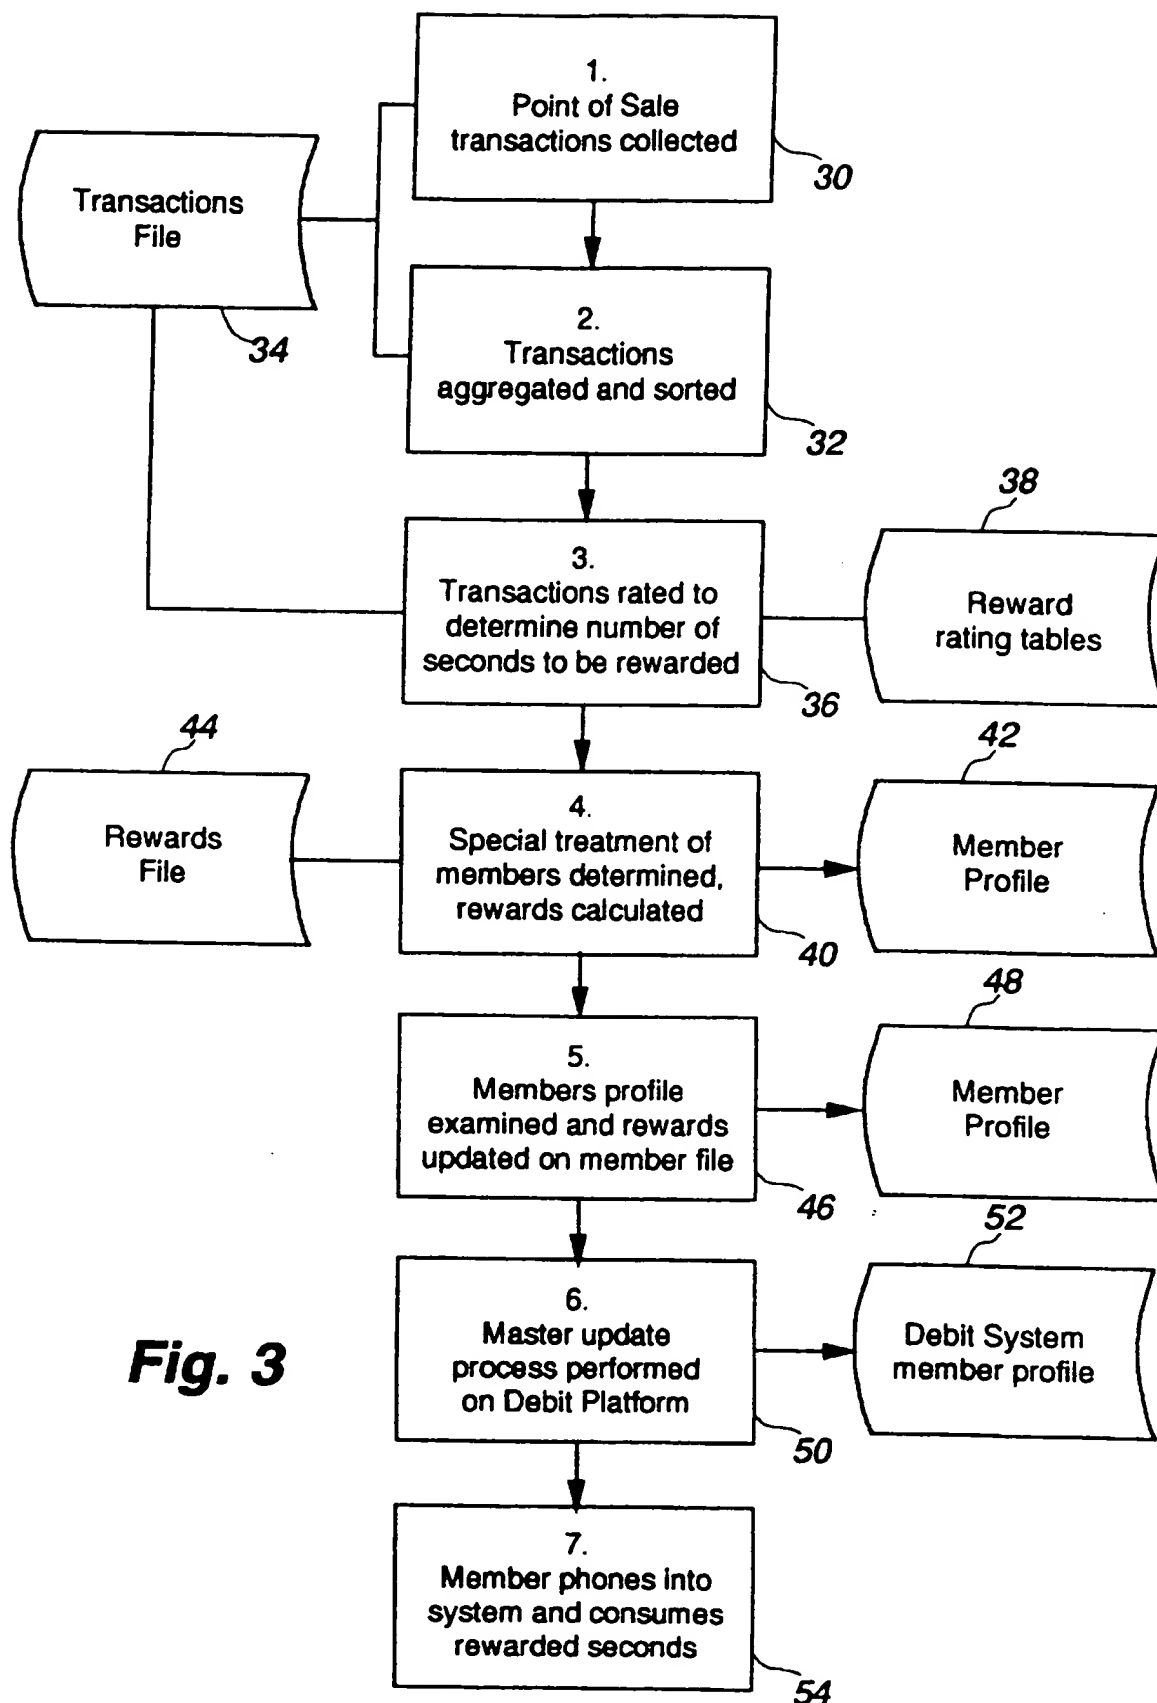 1.
Point of Sale
transactions collected
30
Transactions
File
34
2.
Transactions
aggregated and sorted
32
3.
Transactions rated to
determine number of
seconds to be rewarded
36
38
Reward
rating tables
44
Rewards
File
4.
Special treatment of
members determined,
rewards calculated
40
42
Member
Profile
5.
Members profile
examined and rewards
updated on member file
46
48
Member
Profile
6.
Master update
process performed
on Debit Platform
50
52
Debit System
member profile
Fig. 3
7.
Member phones into
system and consumes
rewarded seconds
54